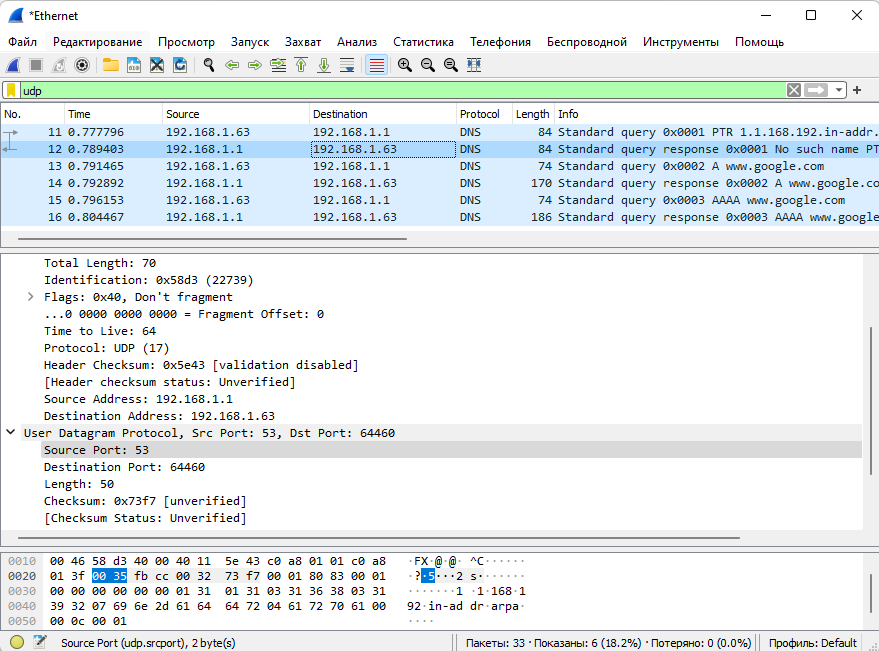 *Ethernet
Файл Редактирование Просмотр Запуск Захват Анализ Статистика Телефония Беспроводной Инструменты Помощь
udp
No. Time Source Destination Protocol Length Info
11 0.777796 192.168.1.63 192.168.1.1 DNS 84 Standard query 0x0001 PTR 1.1.168.192.in-addr.
12 0.789403 192.168.1.1 192.168.1.63 DNS 84 Standard query response 0x0001 No such name PT
13 0.791465 192.168.1.63 192.168.1.1 DNS 74 Standard query 0x0002 A www.google.com
14 0.792892 192.168.1.1 192.168.1.63 DNS 170 Standard query response 0x0002 A www.google.co
15 0.796153 192.168.1.63 192.168.1.1 DNS 74 Standard query 0x0003 AAAA www.google.com
16 0.804467 192.168.1.1 192.168.1.63 DNS 186 Standard query response 0x0003 AAAA www.google
Total Length: 70
Identification: 0x58d3 (22739)
Flags: 0x40, Don't fragment
...0 0000 0000 0000 = Fragment Offset: 0
Time to Live: 64
Protocol: UDP (17)
Header Checksum: 0x5e43 [validation disabled]
[Header checksum status: Unverified]
Source Address: 192.168.1.1
Destination Address: 192.168.1.63
User Datagram Protocol, Src Port: 53, Dst Port: 64460
Source Port: 53
Destination Port: 64460
Length: 50
Checksum: 0x73f7 [unverified]
[Checksum Status: Unverified]
0010 00 46 58 d3 40 00 40 11 5e 43 c0 a8 01 01 c0 a8 ·FX·@·@· ^C······
0020 01 3f 00 35 fb cc 00 32 73 f7 00 01 80 83 00 01 ·?·5···2 s·······
0030 00 00 00 00 00 00 01 31 01 31 03 31 36 38 03 31 ·······1 ·1·168·1
0040 39 32 07 69 6e 2d 61 64 64 72 04 61 72 70 61 00 92·in-ad dr·arpa·
0050 00 0c 00 01 ····
Source Port (udp.srcport), 2 byte(s) Пакеты: 33 · Показаны: 6 (18.2%) · Потеряно: 0 (0.0%) Профиль: Default